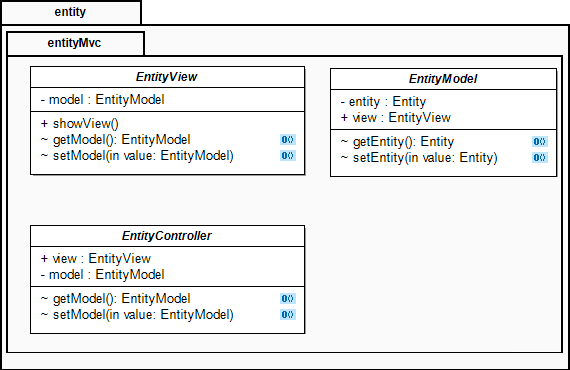 entity
entityMvc
EntityView
- model : EntityModel
+ showView()
~ getModel(): EntityModel
~ setModel(in value: EntityModel)
EntityModel
- entity : Entity
+ view : EntityView
~ getEntity(): Entity
~ setEntity(in value: Entity)
EntityController
+ view : EntityView
- model : EntityModel
~ getModel(): EntityModel
~ setModel(in value: EntityModel)